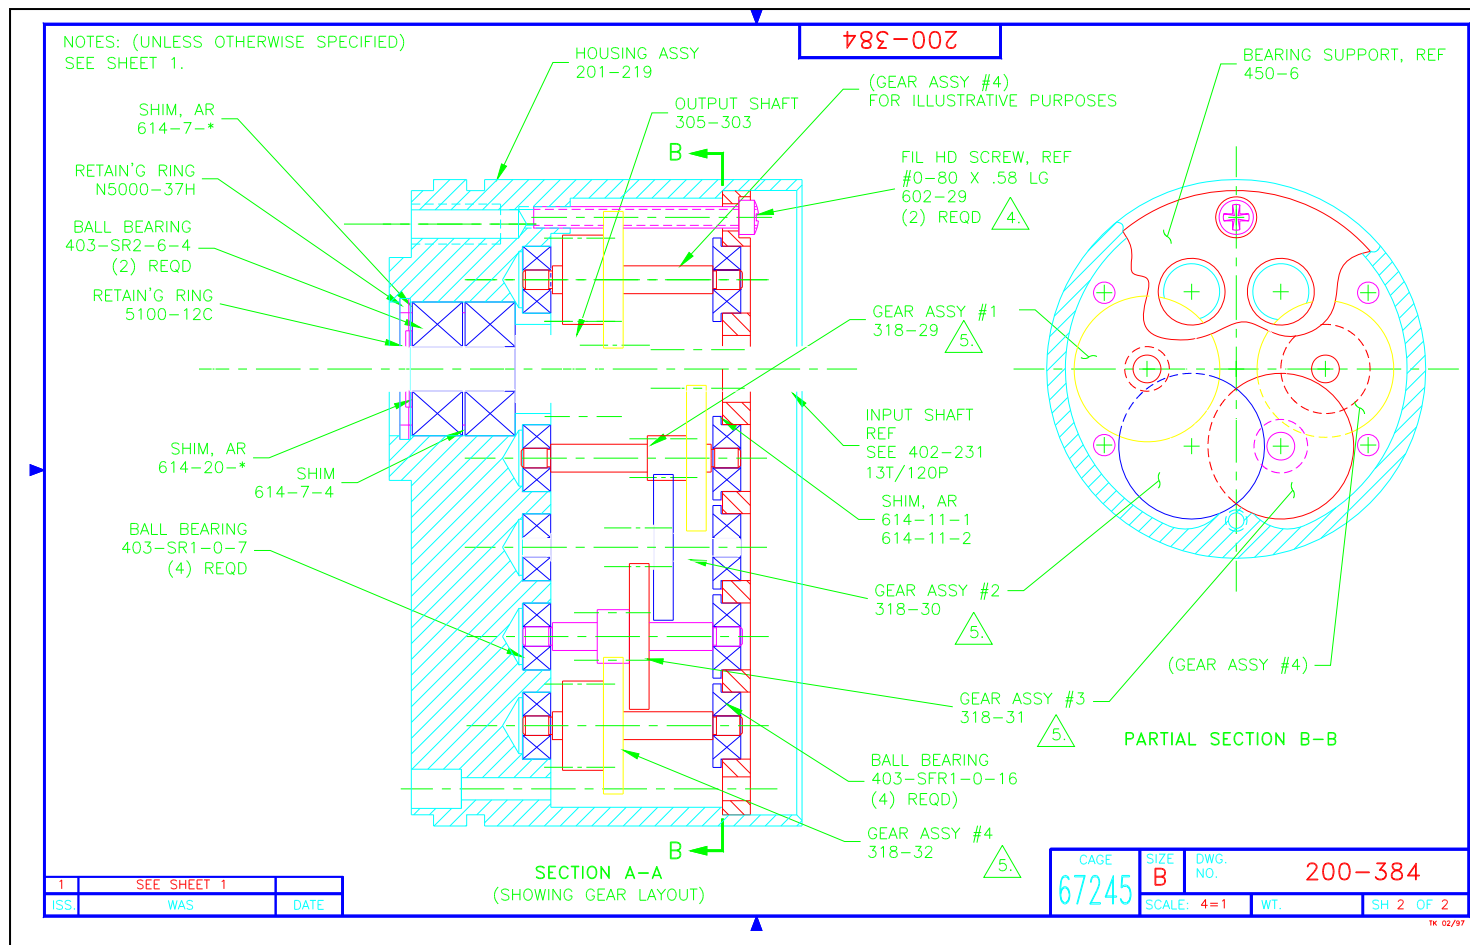 NOTES: (UNLESS OTHERWISE SPECIFIED)
SEE SHEET 1.
200-384
HOUSING ASSY
201-219
(GEAR ASSY #4)
FOR ILLUSTRATIVE PURPOSES
BEARING SUPPORT, REF
450-6
SHIM, AR
614-7-*
OUTPUT SHAFT
305-303
B
FIL HD SCREW, REF
#0-80 X .58 LG
602-29
(2) REQD 4.
RETAIN'G RING
N5000-37H
BALL BEARING
403-SR2-6-4
(2) REQD
RETAIN'G RING
5100-12C
GEAR ASSY #1
318-29
5.
INPUT SHAFT
REF
SEE 402-231
13T/120P
SHIM, AR
614-20-*
SHIM
614-7-4
SHIM, AR
614-11-1
614-11-2
BALL BEARING
403-SR1-0-7
(4) REQD
GEAR ASSY #2
318-30
5.
(GEAR ASSY #4)
GEAR ASSY #3
318-31
5.
PARTIAL SECTION B-B
BALL BEARING
403-SFR1-0-16
(4) REQD)
GEAR ASSY #4
318-32
5.
B
SECTION A-A
(SHOWING GEAR LAYOUT)
1 SEE SHEET 1
ISS. WAS DATE
CAGE
67245
SIZE
B
DWG.
NO.
200-384
SCALE: 4=1 WT. SH 2 OF 2
TK 02/97